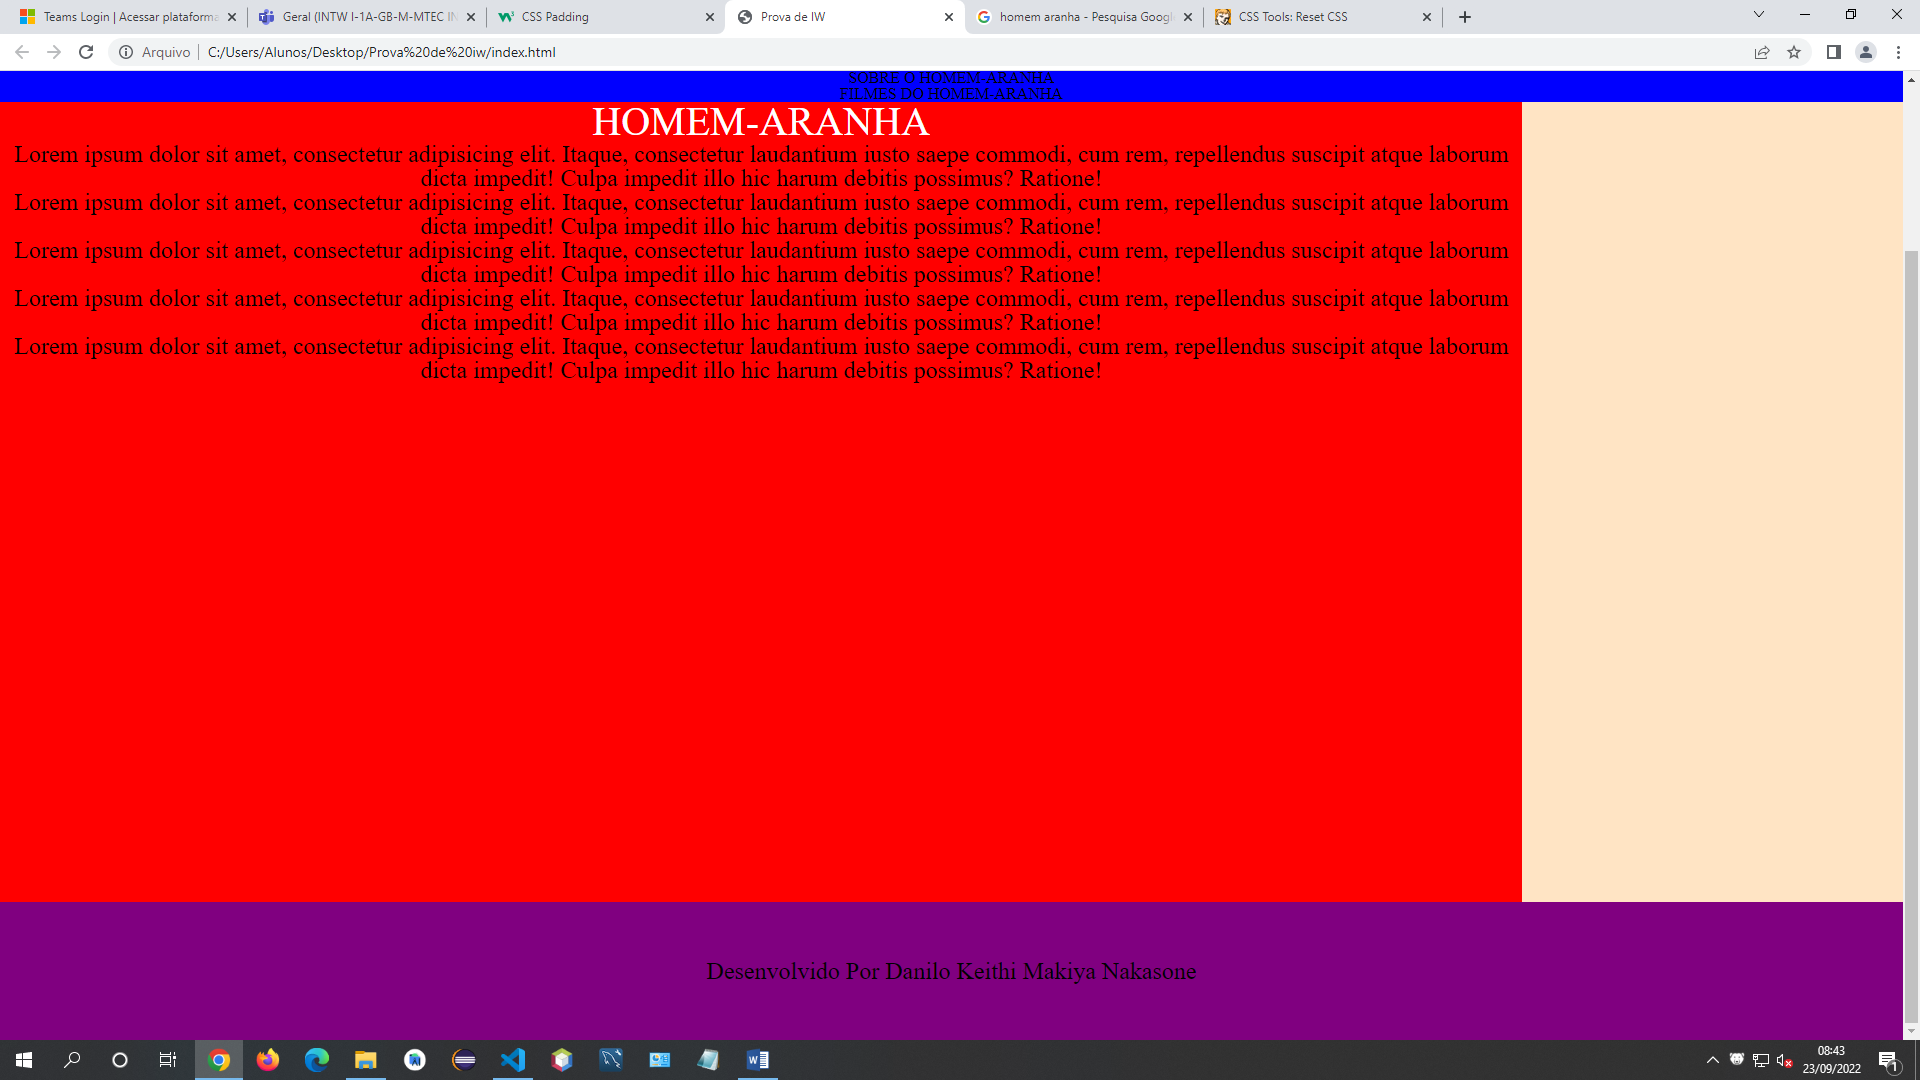 Teams Login | Acessar plataforma
Geral (INTW I-1A-GB-M-MTEC IN
CSS Padding
Prova de IW
homem aranha - Pesquisa Googl
CSS Tools: Reset CSS
Arquivo
C:/Users/Alunos/Desktop/Prova%20de%20iw/index.html
SOBRE O HOMEM-ARANHA
FILMES DO HOMEM-ARANHA
HOMEM-ARANHA
Lorem ipsum dolor sit amet, consectetur adipisicing elit. Itaque, consectetur laudantium iusto saepe commodi, cum rem, repellendus suscipit atque laborum
dicta impedit! Culpa impedit illo hic harum debitis possimus? Ratione!
Lorem ipsum dolor sit amet, consectetur adipisicing elit. Itaque, consectetur laudantium iusto saepe commodi, cum rem, repellendus suscipit atque laborum
dicta impedit! Culpa impedit illo hic harum debitis possimus? Ratione!
Lorem ipsum dolor sit amet, consectetur adipisicing elit. Itaque, consectetur laudantium iusto saepe commodi, cum rem, repellendus suscipit atque laborum
dicta impedit! Culpa impedit illo hic harum debitis possimus? Ratione!
Lorem ipsum dolor sit amet, consectetur adipisicing elit. Itaque, consectetur laudantium iusto saepe commodi, cum rem, repellendus suscipit atque laborum
dicta impedit! Culpa impedit illo hic harum debitis possimus? Ratione!
Lorem ipsum dolor sit amet, consectetur adipisicing elit. Itaque, consectetur laudantium iusto saepe commodi, cum rem, repellendus suscipit atque laborum
dicta impedit! Culpa impedit illo hic harum debitis possimus? Ratione!
Desenvolvido Por Danilo Keithi Makiya Nakasone
08:43
23/09/2022
1